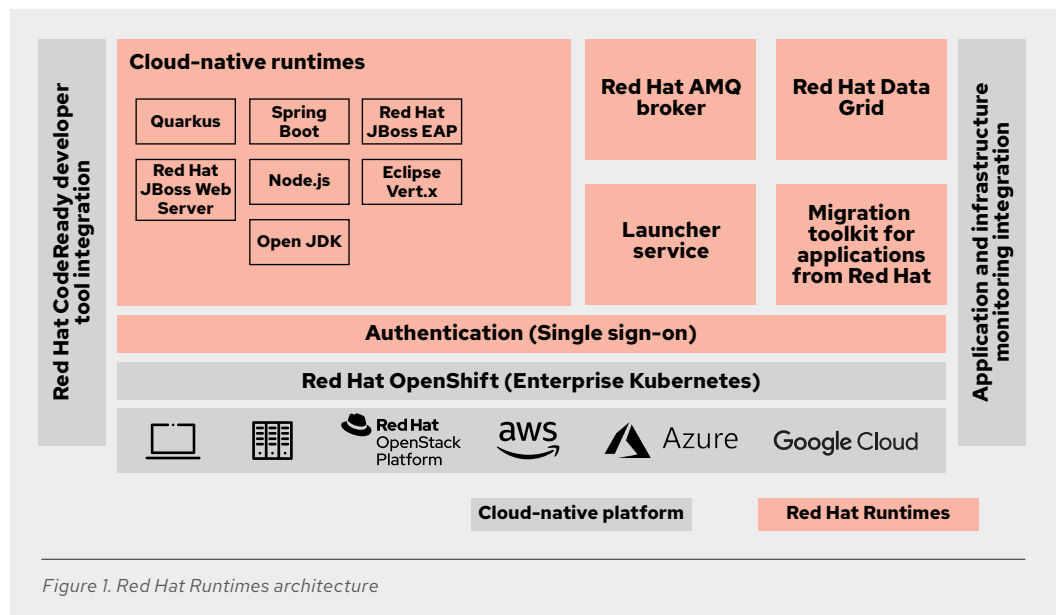 Red Hat CodeReady developer
tool integration
Cloud-native runtimes
Quarkus
Spring
Boot
Red Hat
JBoss EAP
Red Hat
JBoss Web
Server
Node.js
Eclipse
Vert.x
Open JDK
Red Hat AMQ
broker
Red Hat Data
Grid
Launcher
service
Migration
toolkit for
applications
from Red Hat
Application and infrastructure
monitoring integration
Authentication (Single sign-on)
Red Hat OpenShift (Enterprise Kubernetes)
Red Hat
OpenStack
Platform
aws
Azure
Google Cloud
Cloud-native platform
Red Hat Runtimes
Figure 1. Red Hat Runtimes architecture